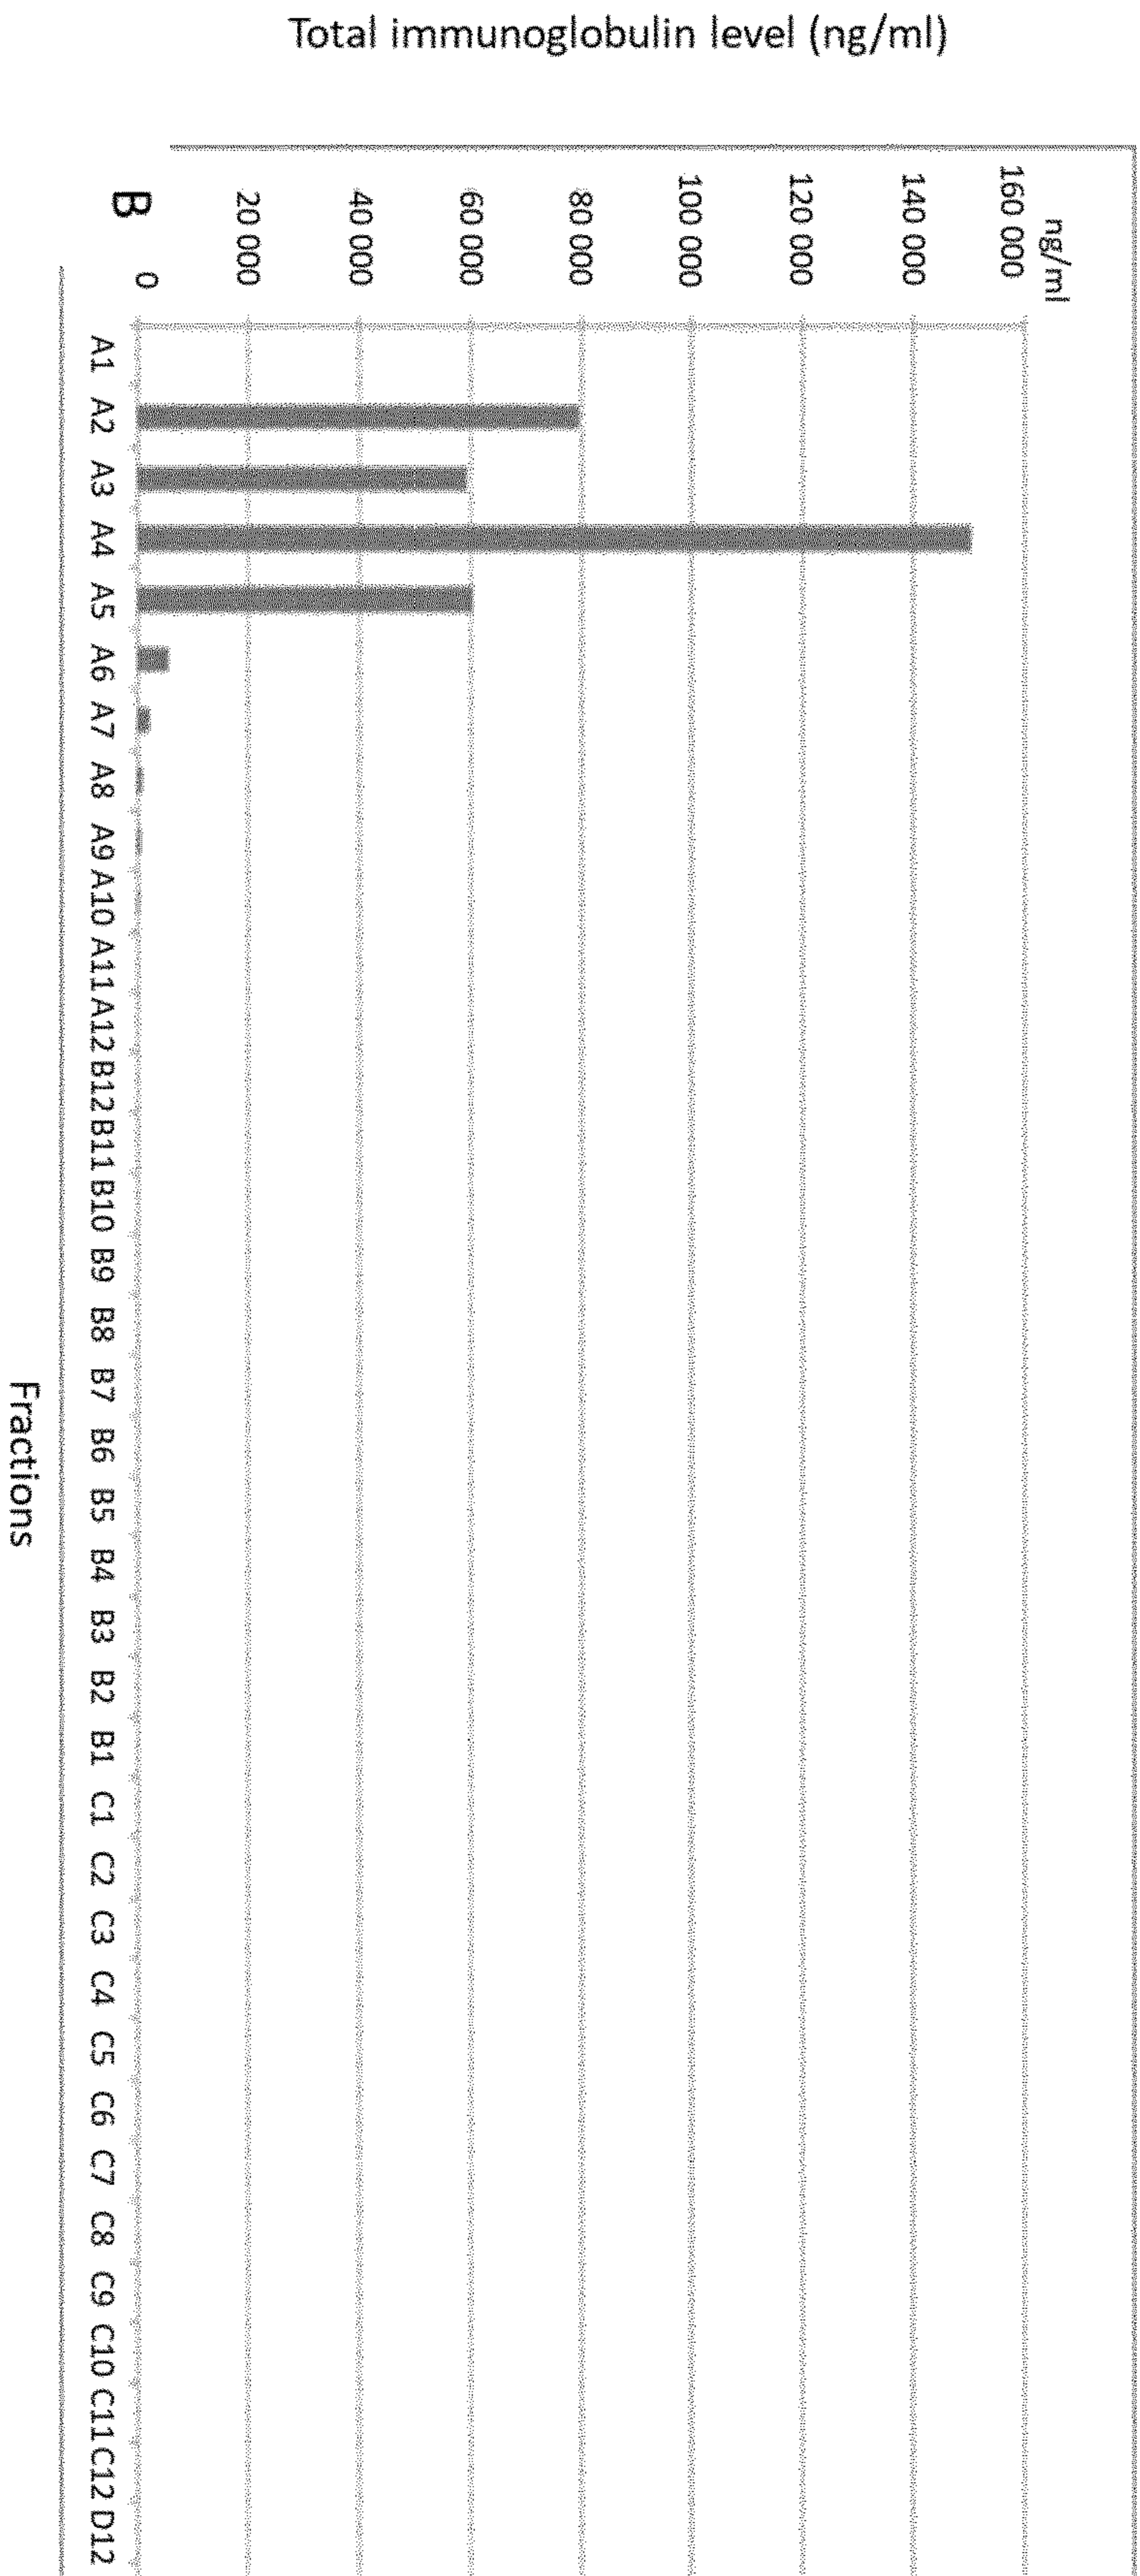 Total immunoglobulin level (ng/ml)
ng/ml
160 000
140 000
120 000
100 000
80 000
60 000
40 000
20 000
0
B
A1 A2 A3 A4 A5 A6 A7 A8 A9 A10 A11 A12 B12 B11 B10 B9 B8 B7 B6 B5 B4 B3 B2 B1 C1 C2 C3 C4 C5 C6 C7 C8 C9 C10 C11 C12 D12
Fractions